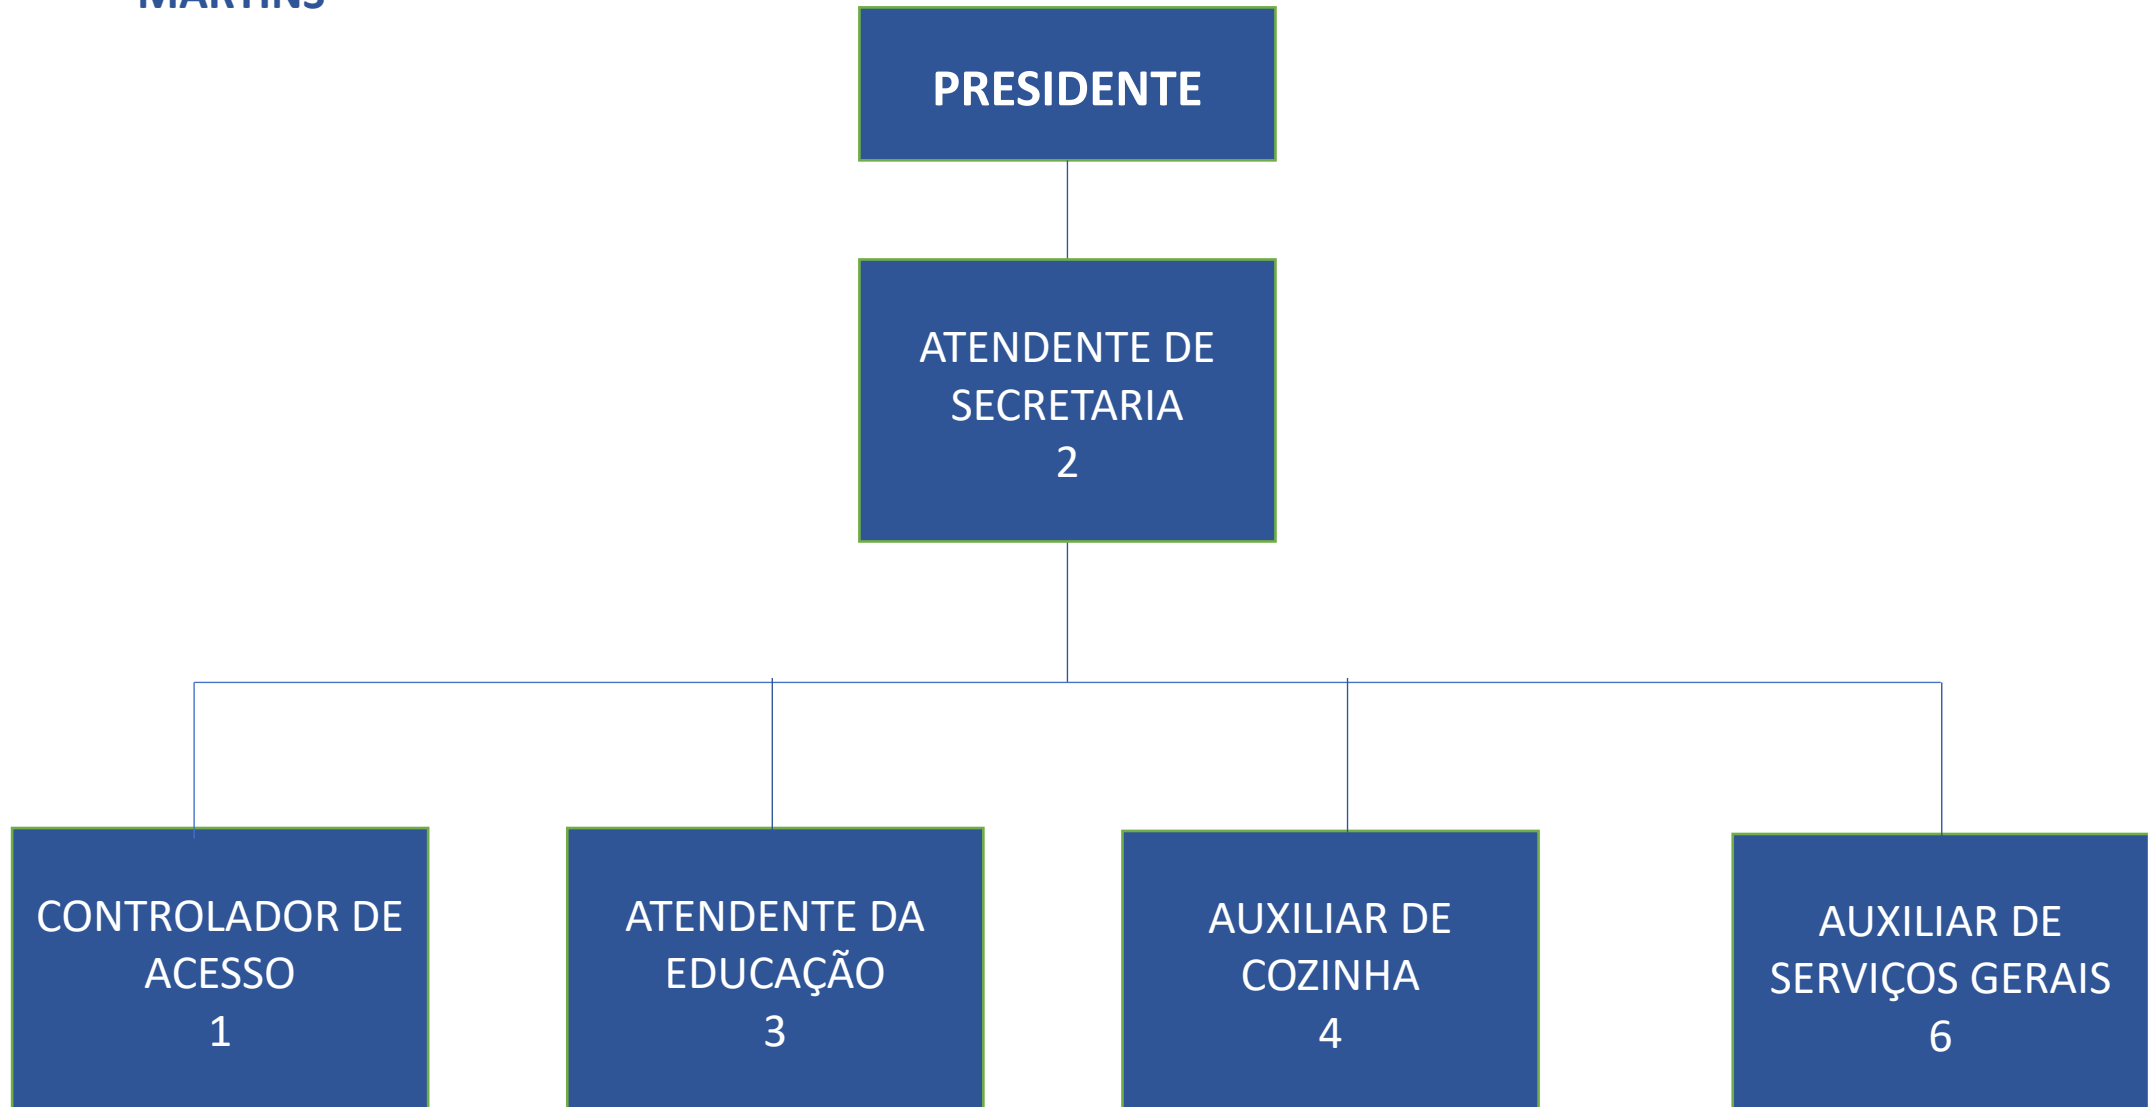 MARTINS
PRESIDENTE
ATENDENTE DE
SECRETARIA
2
CONTROLADOR DE
ACESSO
1
ATENDENTE DA
EDUCAÇÃO
3
AUXILIAR DE
COZINHA
4
AUXILIAR DE
SERVIÇOS GERAIS
6